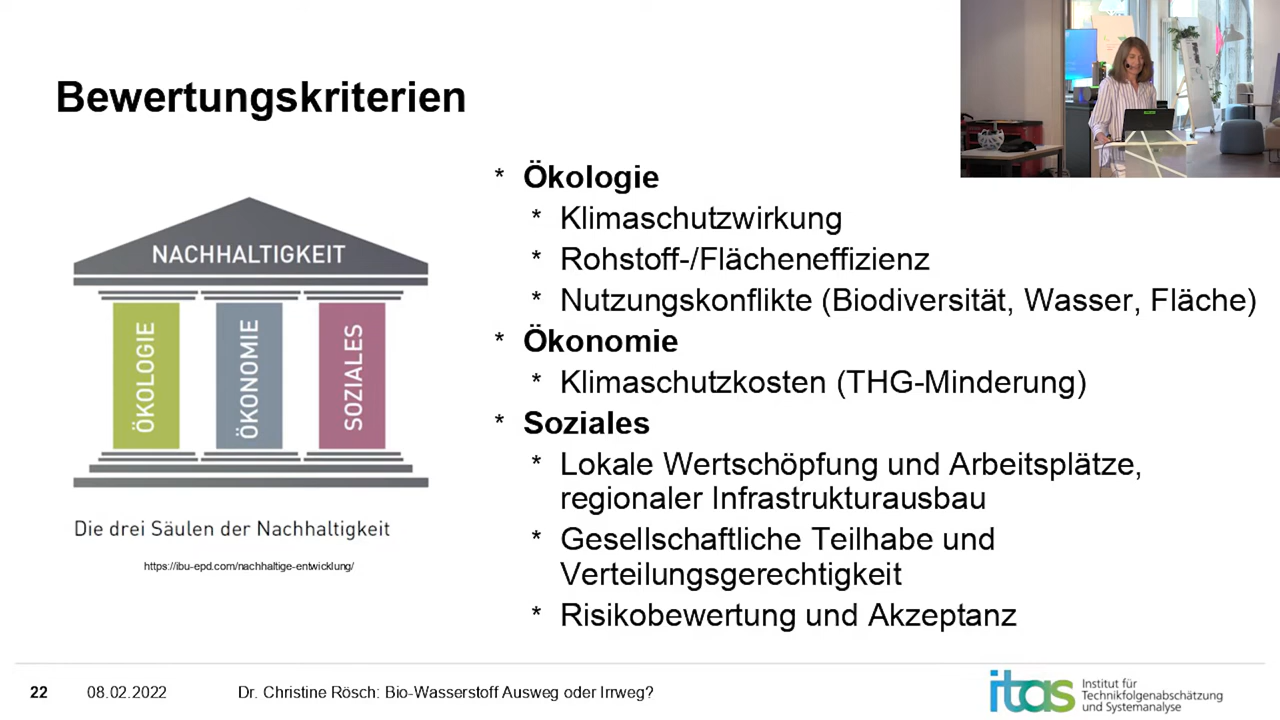 Bewertungskriterien
NACHHALTIGKEIT
ÖKOLOGIE
ÖKONOMIE
SOZIALES
Die drei Säulen der Nachhaltigkeit
https://ibu-epd.com/nachhaltige-entwicklung/
* Ökologie
* Klimaschutzwirkung
* Rohstoff-/Flächeneffizienz
* Nutzungskonflikte (Biodiversität, Wasser, Fläche)
* Ökonomie
* Klimaschutzkosten (THG-Minderung)
* Soziales
* Lokale Wertschöpfung und Arbeitsplätze,
regionaler Infrastrukturausbau
* Gesellschaftliche Teilhabe und
Verteilungsgerechtigkeit
* Risikobewertung und Akzeptanz
22 08.02.2022 Dr. Christine Rösch: Bio-Wasserstoff Ausweg oder Irrweg?
itas Institut für
Technikfolgenabschätzung
und Systemanalyse